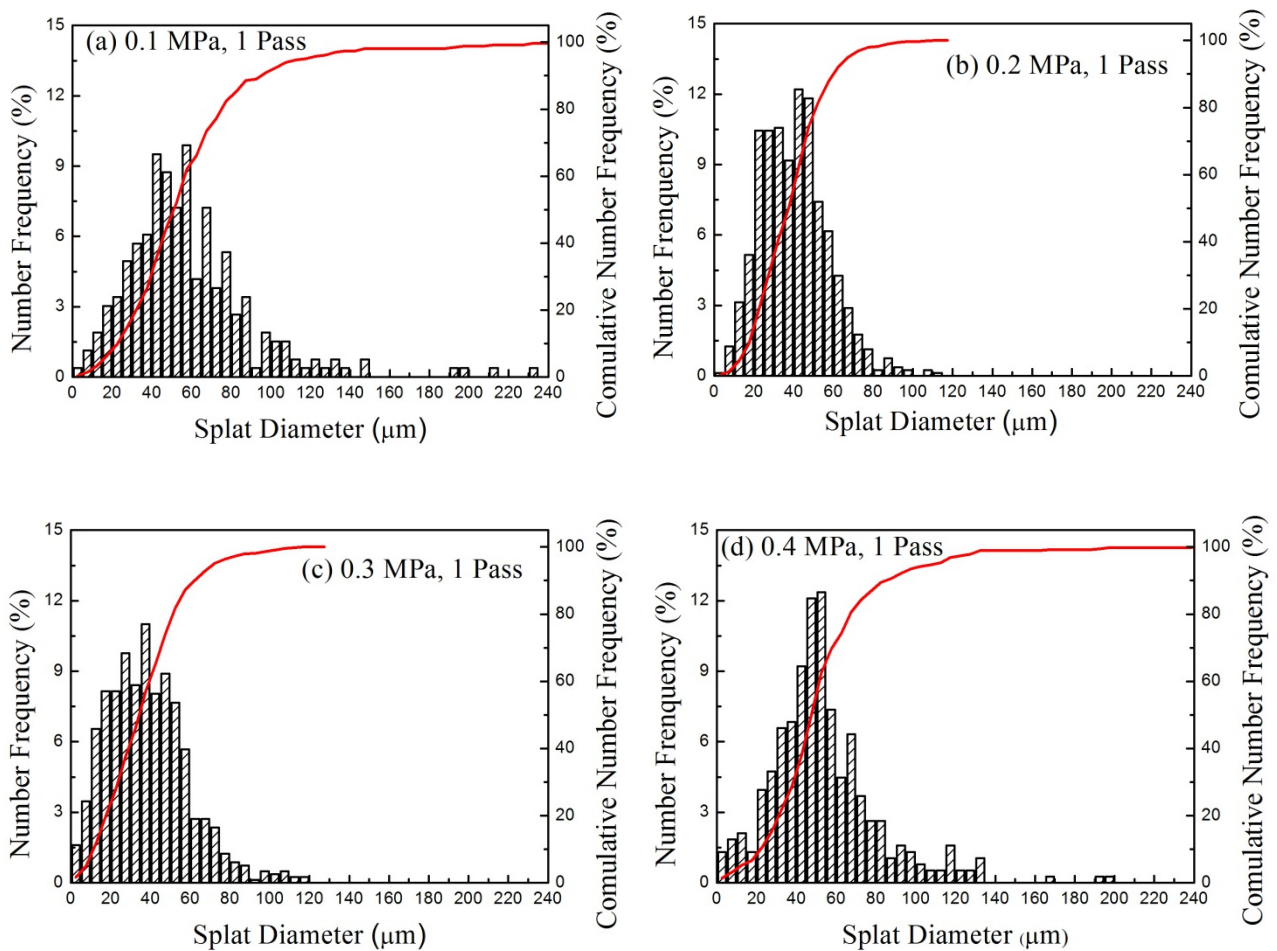 (a) 0.1 MPa, 1 Pass
Number Frequency (%)
15
12
9
6
3
0
Comulative Number Frequency (%)
100
80
60
40
20
0
0 20 40 60 80 100 120 140 160 180 200 220 240
Splat Diameter (μm)
(b) 0.2 MPa, 1 Pass
Number Frenquency (%)
15
12
9
6
3
0
Comulative Number Frequency (%)
100
80
60
40
20
0
0 20 40 60 80 100 120 140 160 180 200 220 240
Splat Diameter (μm)
(c) 0.3 MPa, 1 Pass
Number Frequency (%)
15
12
9
6
3
0
Comulative Number Frequency (%)
100
80
60
40
20
0
0 20 40 60 80 100 120 140 160 180 200 220 240
Splat Diameter (μm)
(d) 0.4 MPa, 1 Pass
Number Frenquency (%)
15
12
9
6
3
0
Comulative Number Frequency (%)
100
80
60
40
20
0
0 20 40 60 80 100 120 140 160 180 200 220 240
Splat Diameter (μm)